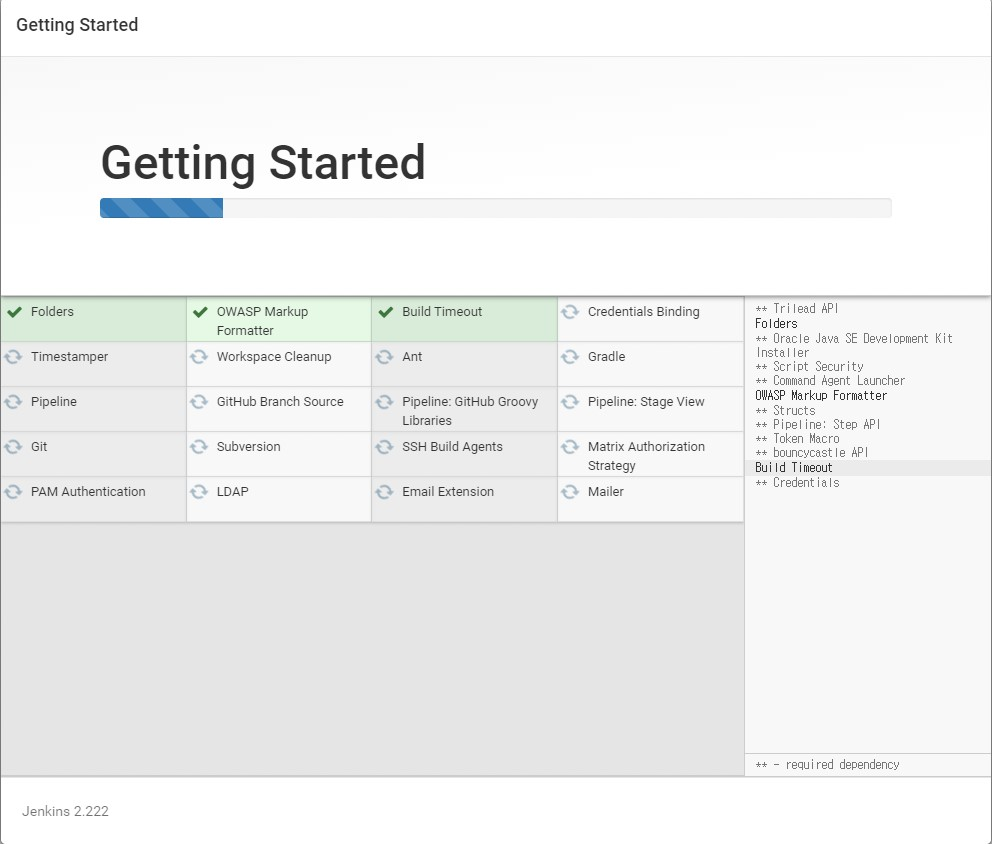 Getting Started
Getting Started
Folders
OWASP Markup
Formatter
Build Timeout
Credentials Binding
Timestamper
Workspace Cleanup
Ant
Gradle
Pipeline
GitHub Branch Source
Pipeline: GitHub Groovy
Libraries
Pipeline: Stage View
Git
Subversion
SSH Build Agents
Matrix Authorization
Strategy
PAM Authentication
LDAP
Email Extension
Mailer
** Trilead API
Folders
** Oracle Java SE Development Kit
Installer
** Script Security
** Command Agent Launcher
OWASP Markup Formatter
** Structs
** Pipeline: Step API
** Token Macro
** bouncycastle API
Build Timeout
** Credentials
** - required dependency
Jenkins 2.222